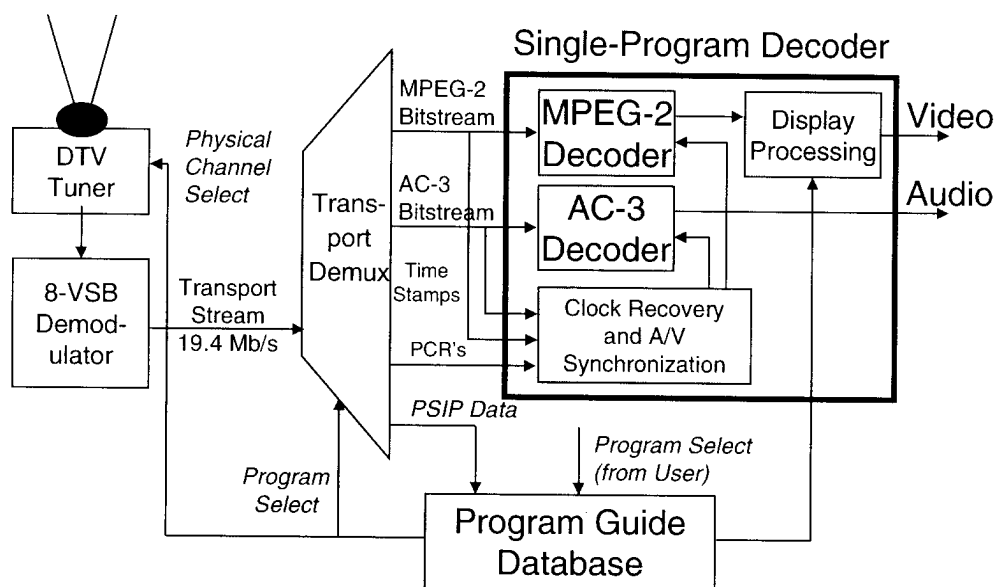 Single-Program Decoder
DTV
Tuner
Physical
Channel
Select
8-VSB
Demod-
ulator
Transport
Stream
19.4 Mb/s
Trans-
port
Demux
MPEG-2
Bitstream
AC-3
Bitstream
Time
Stamps
PCR's
PSIP Data
MPEG-2
Decoder
AC-3
Decoder
Clock Recovery
and A/V
Synchronization
Display
Processing
Video
Audio
Program
Select
Program Select
(from User)
Program Guide
Database